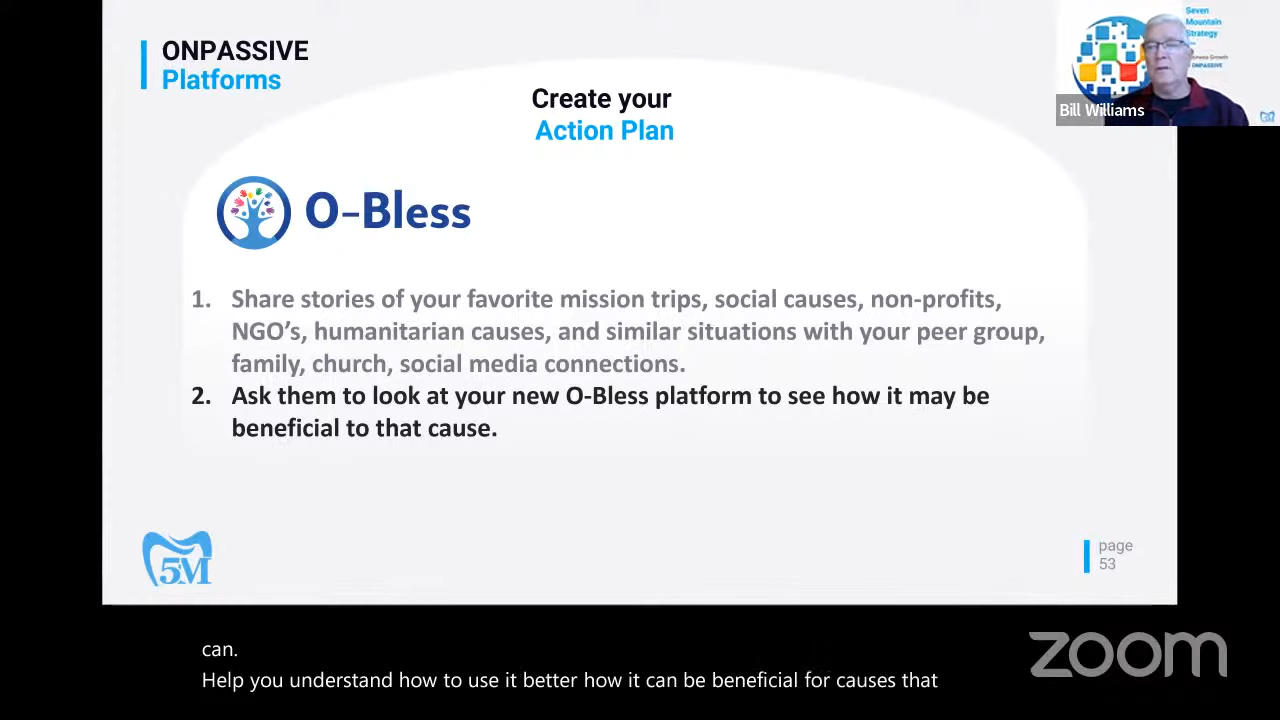 ONPASSIVE
Platforms
Create your
Action Plan
O-Bless
1. Share stories of your favorite mission trips, social causes, non-profits,
NGO's, humanitarian causes, and similar situations with your peer group,
family, church, social media connections.
2. Ask them to look at your new O-Bless platform to see how it may be
beneficial to that cause.
5M
page
53
Seven
Mountain
Strategy
ONPASSIVE
Bill Williams
can.
Help you understand how to use it better how it can be beneficial for causes that
zoom